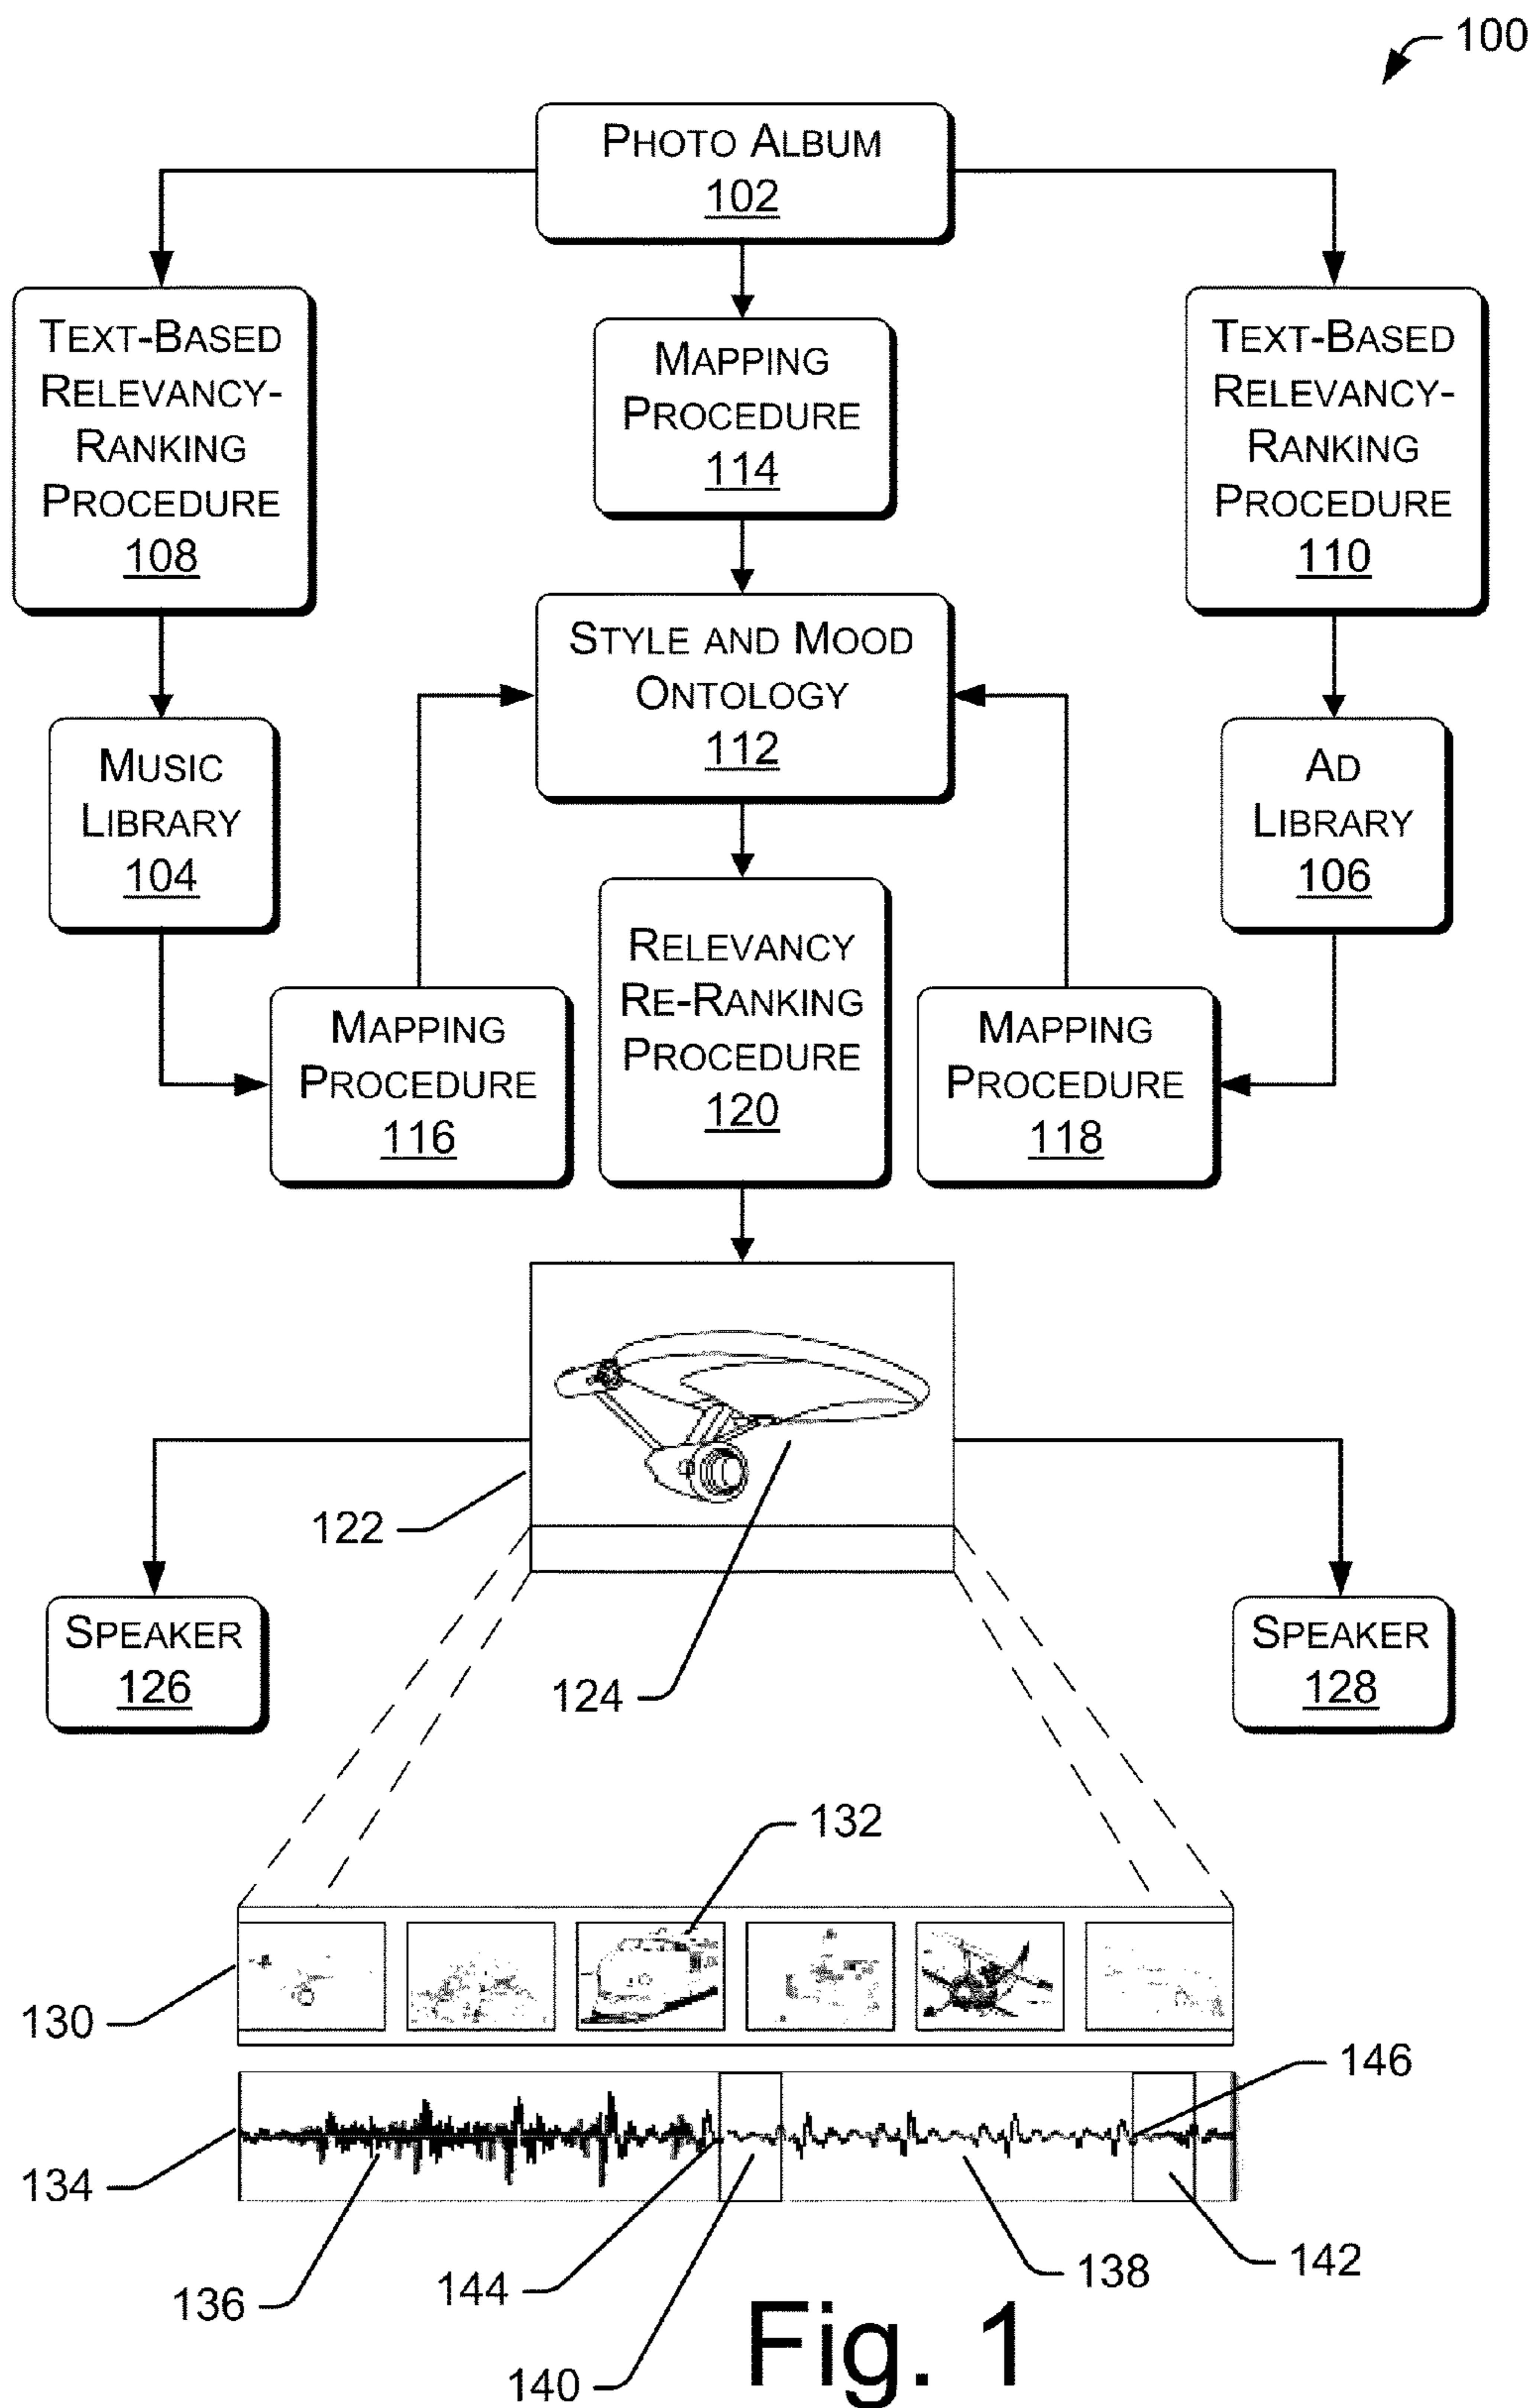 100
PHOTO ALBUM
102
TEXT-BASED
RELEVANCY-
RANKING
PROCEDURE
108
MAPPING
PROCEDURE
114
TEXT-BASED
RELEVANCY-
RANKING
PROCEDURE
110
STYLE AND MOOD
ONTOLOGY
112
MUSIC
LIBRARY
104
AD
LIBRARY
106
MAPPING
PROCEDURE
116
RELEVANCY
RE-RANKING
PROCEDURE
120
MAPPING
PROCEDURE
118
122
124
SPEAKER
126
SPEAKER
128
132
130
146
134
136
144
140
138
142
Fig. 1